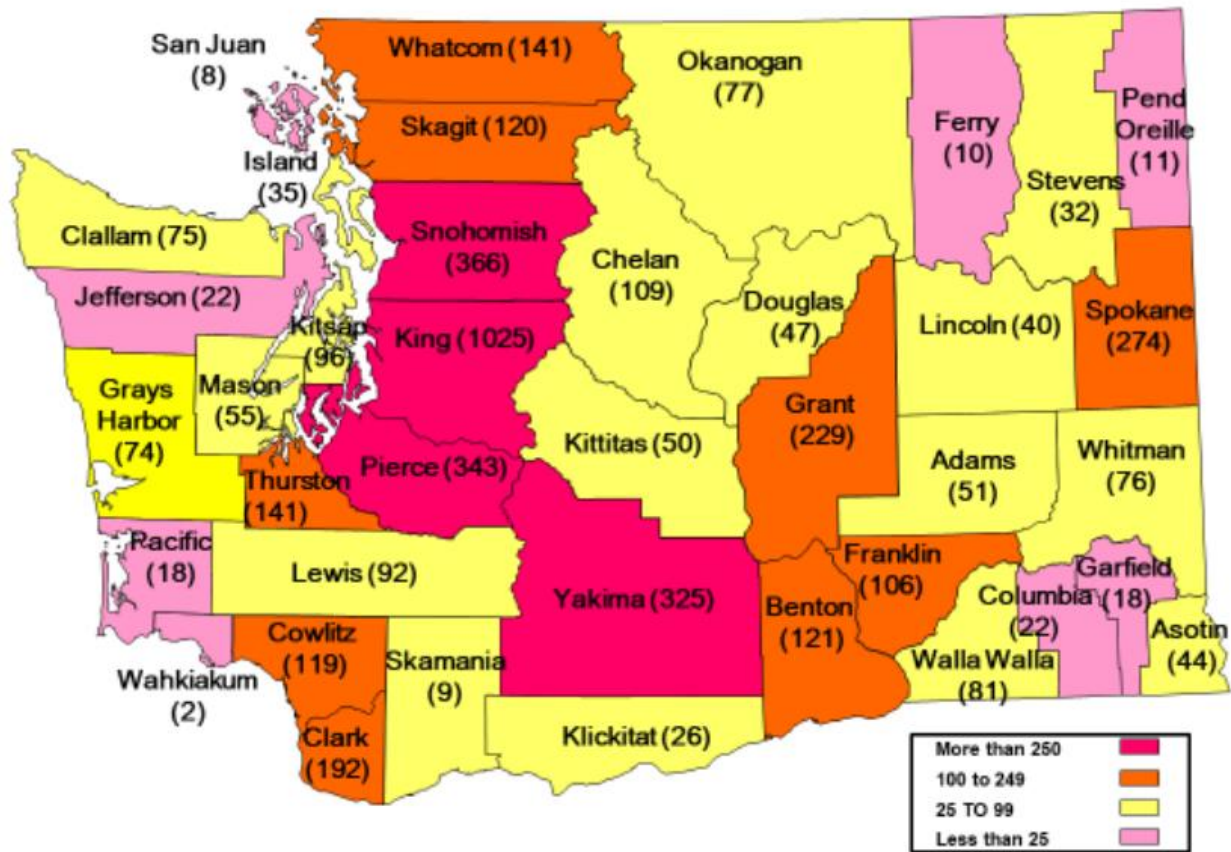 San Juan
(8)
Whatcom (141)
Okanogan
(77)
Ferry
(10)
Pend
Oreille
(11)
Skagit (120)
Island
(35)
Stevens
(32)
Clallam (75)
Snohomish
(366)
Chelan
(109)
Jefferson (22)
Douglas
(47)
Lincoln (40)
Spokane
(274)
Kitsap
(96)
King (1025)
Grays
Harbor
(74)
Mason
(55)
Grant
(229)
Kittitas (50)
Adams
(51)
Whitman
(76)
Pierce (343)
Thurston
(141)
Pacific
(18)
Lewis (92)
Yakima (325)
Benton
(121)
Franklin
(106)
Columbia
(22)
Garfield
(18)
Asotin
(44)
Wahkiakum
(2)
Cowlitz
(119)
Skamania
(9)
Walla Walla
(81)
Clark
(192)
Klickitat (26)
More than 250
100 to 249
25 TO 99
Less than 25